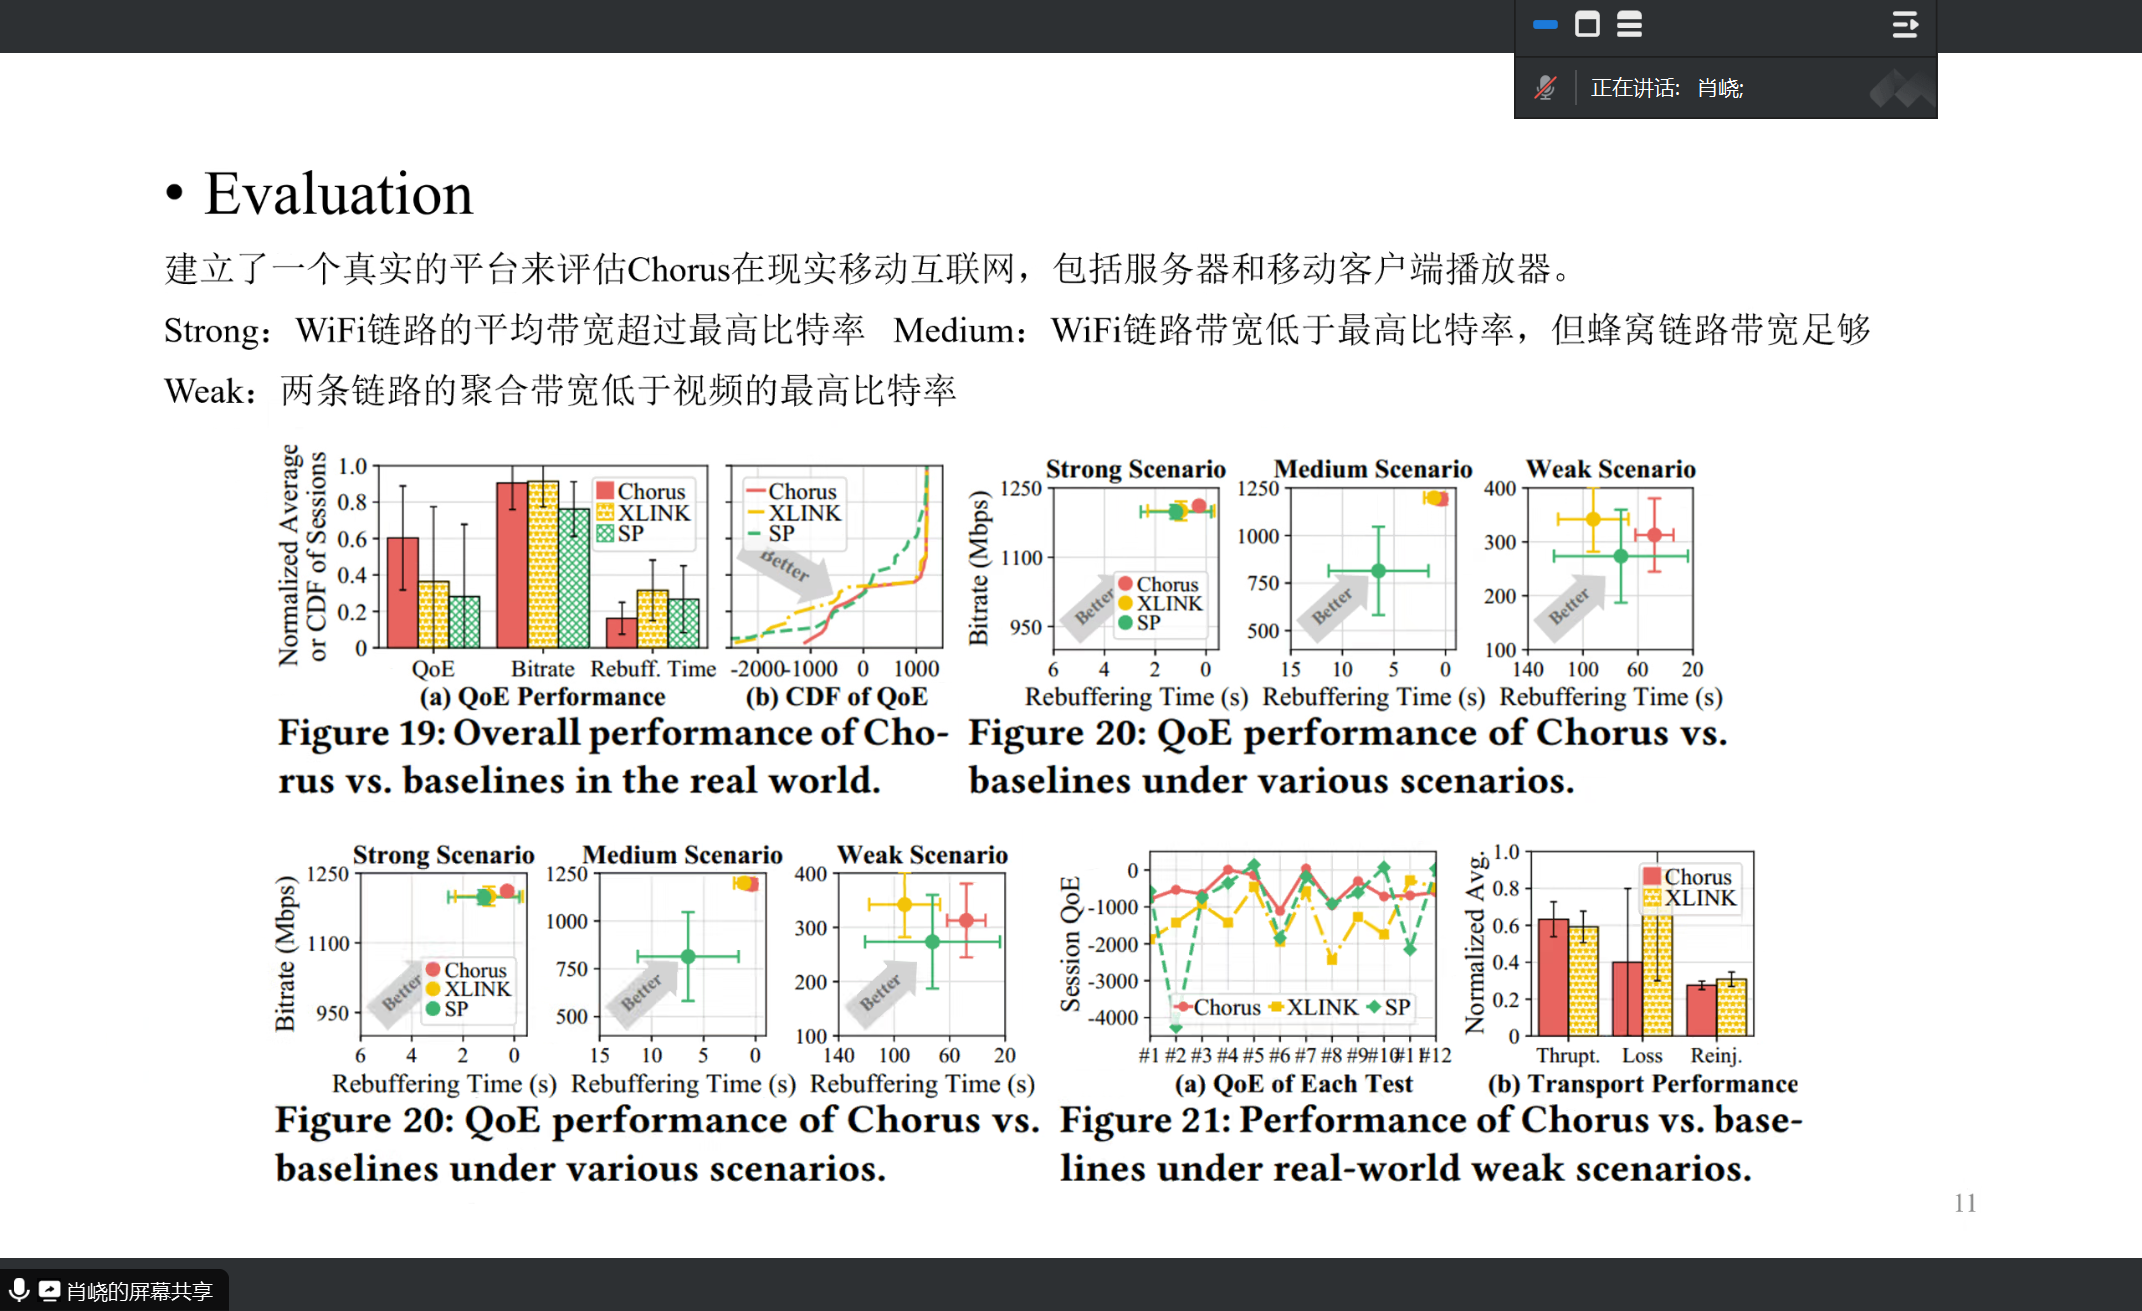 正在讲话: 肖峣;
• Evaluation
建立了一个真实的平台来评估Chorus在现实移动互联网，包括服务器和移动客户端播放器。
Strong：WiFi链路的平均带宽超过最高比特率 Medium：WiFi链路带宽低于最高比特率，但蜂窝链路带宽足够
Weak：两条链路的聚合带宽低于视频的最高比特率
Normalized Average
or CDF of Sessions
1.0
0.8
0.6
0.4
0.2
0
Chorus
XLINK
SP
QoE Bitrate Rebuff. Time
(a) QoE Performance
Chorus
XLINK
SP
Better
-2000 -1000 0 1000
(b) CDF of QoE
Figure 19: Overall performance of Cho-
rus vs. baselines in the real world.
Strong Scenario
Bitrate (Mbps)
1250
1100
950
Better
Chorus
XLINK
SP
6 4 2 0
Rebuffering Time (s)
Medium Scenario
1250
1000
750
500
Better
15 10 5 0
Rebuffering Time (s)
Weak Scenario
400
300
200
100
Better
140 100 60 20
Rebuffering Time (s)
Figure 20: QoE performance of Chorus vs.
baselines under various scenarios.
Strong Scenario
Bitrate (Mbps)
1250
1100
950
Better
Chorus
XLINK
SP
6 4 2 0
Rebuffering Time (s)
Medium Scenario
1250
1000
750
500
Better
15 10 5 0
Rebuffering Time (s)
Weak Scenario
400
300
200
100
Better
140 100 60 20
Rebuffering Time (s)
Figure 20: QoE performance of Chorus vs.
baselines under various scenarios.
Session QoE
0
-1000
-2000
-3000
-4000
Chorus XLINK SP
#1 #2 #3 #4 #5 #6 #7 #8 #9 #10 #11 #12
(a) QoE of Each Test
Normalized Avg.
1.0
0.8
0.6
0.4
0.2
0
Chorus
XLINK
Thrupt. Loss Reinj.
(b) Transport Performance
Figure 21: Performance of Chorus vs. base-
lines under real-world weak scenarios.
11
肖峣的屏幕共享